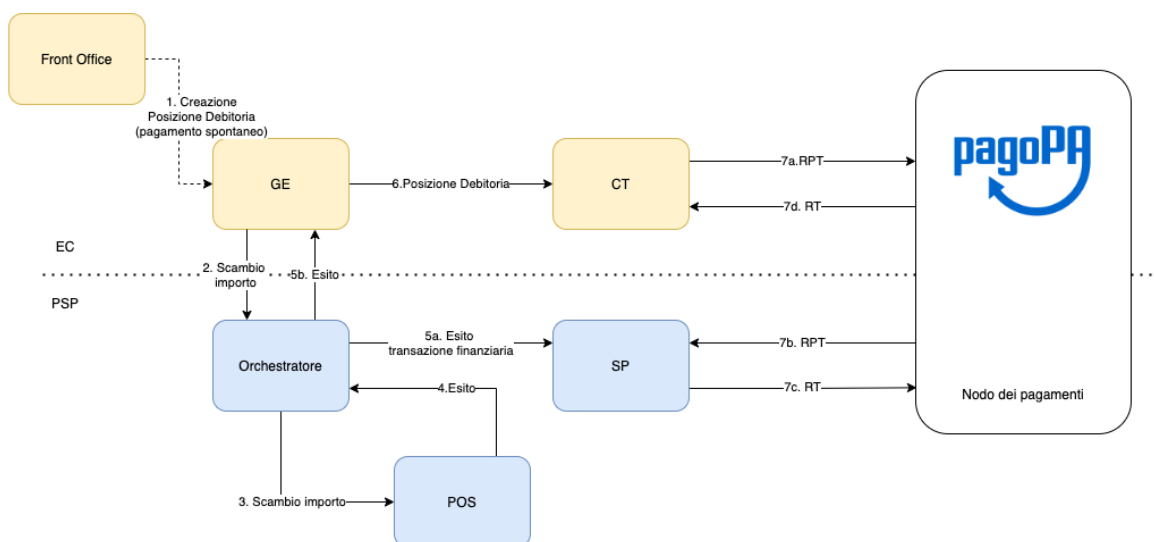 Front Office
1. Creazione
Posizione Debitoria
(pagamento spontaneo)
pagoPA
GE
6.Posizione Debitoria
CT
7a.RPT
7d. RT
EC
2. Scambio
importo
5b. Esito
PSP
Orchestratore
5a. Esito
transazione finanziaria
SP
7b. RPT
7c. RT
4.Esito
Nodo dei pagamenti
3. Scambio importo
POS